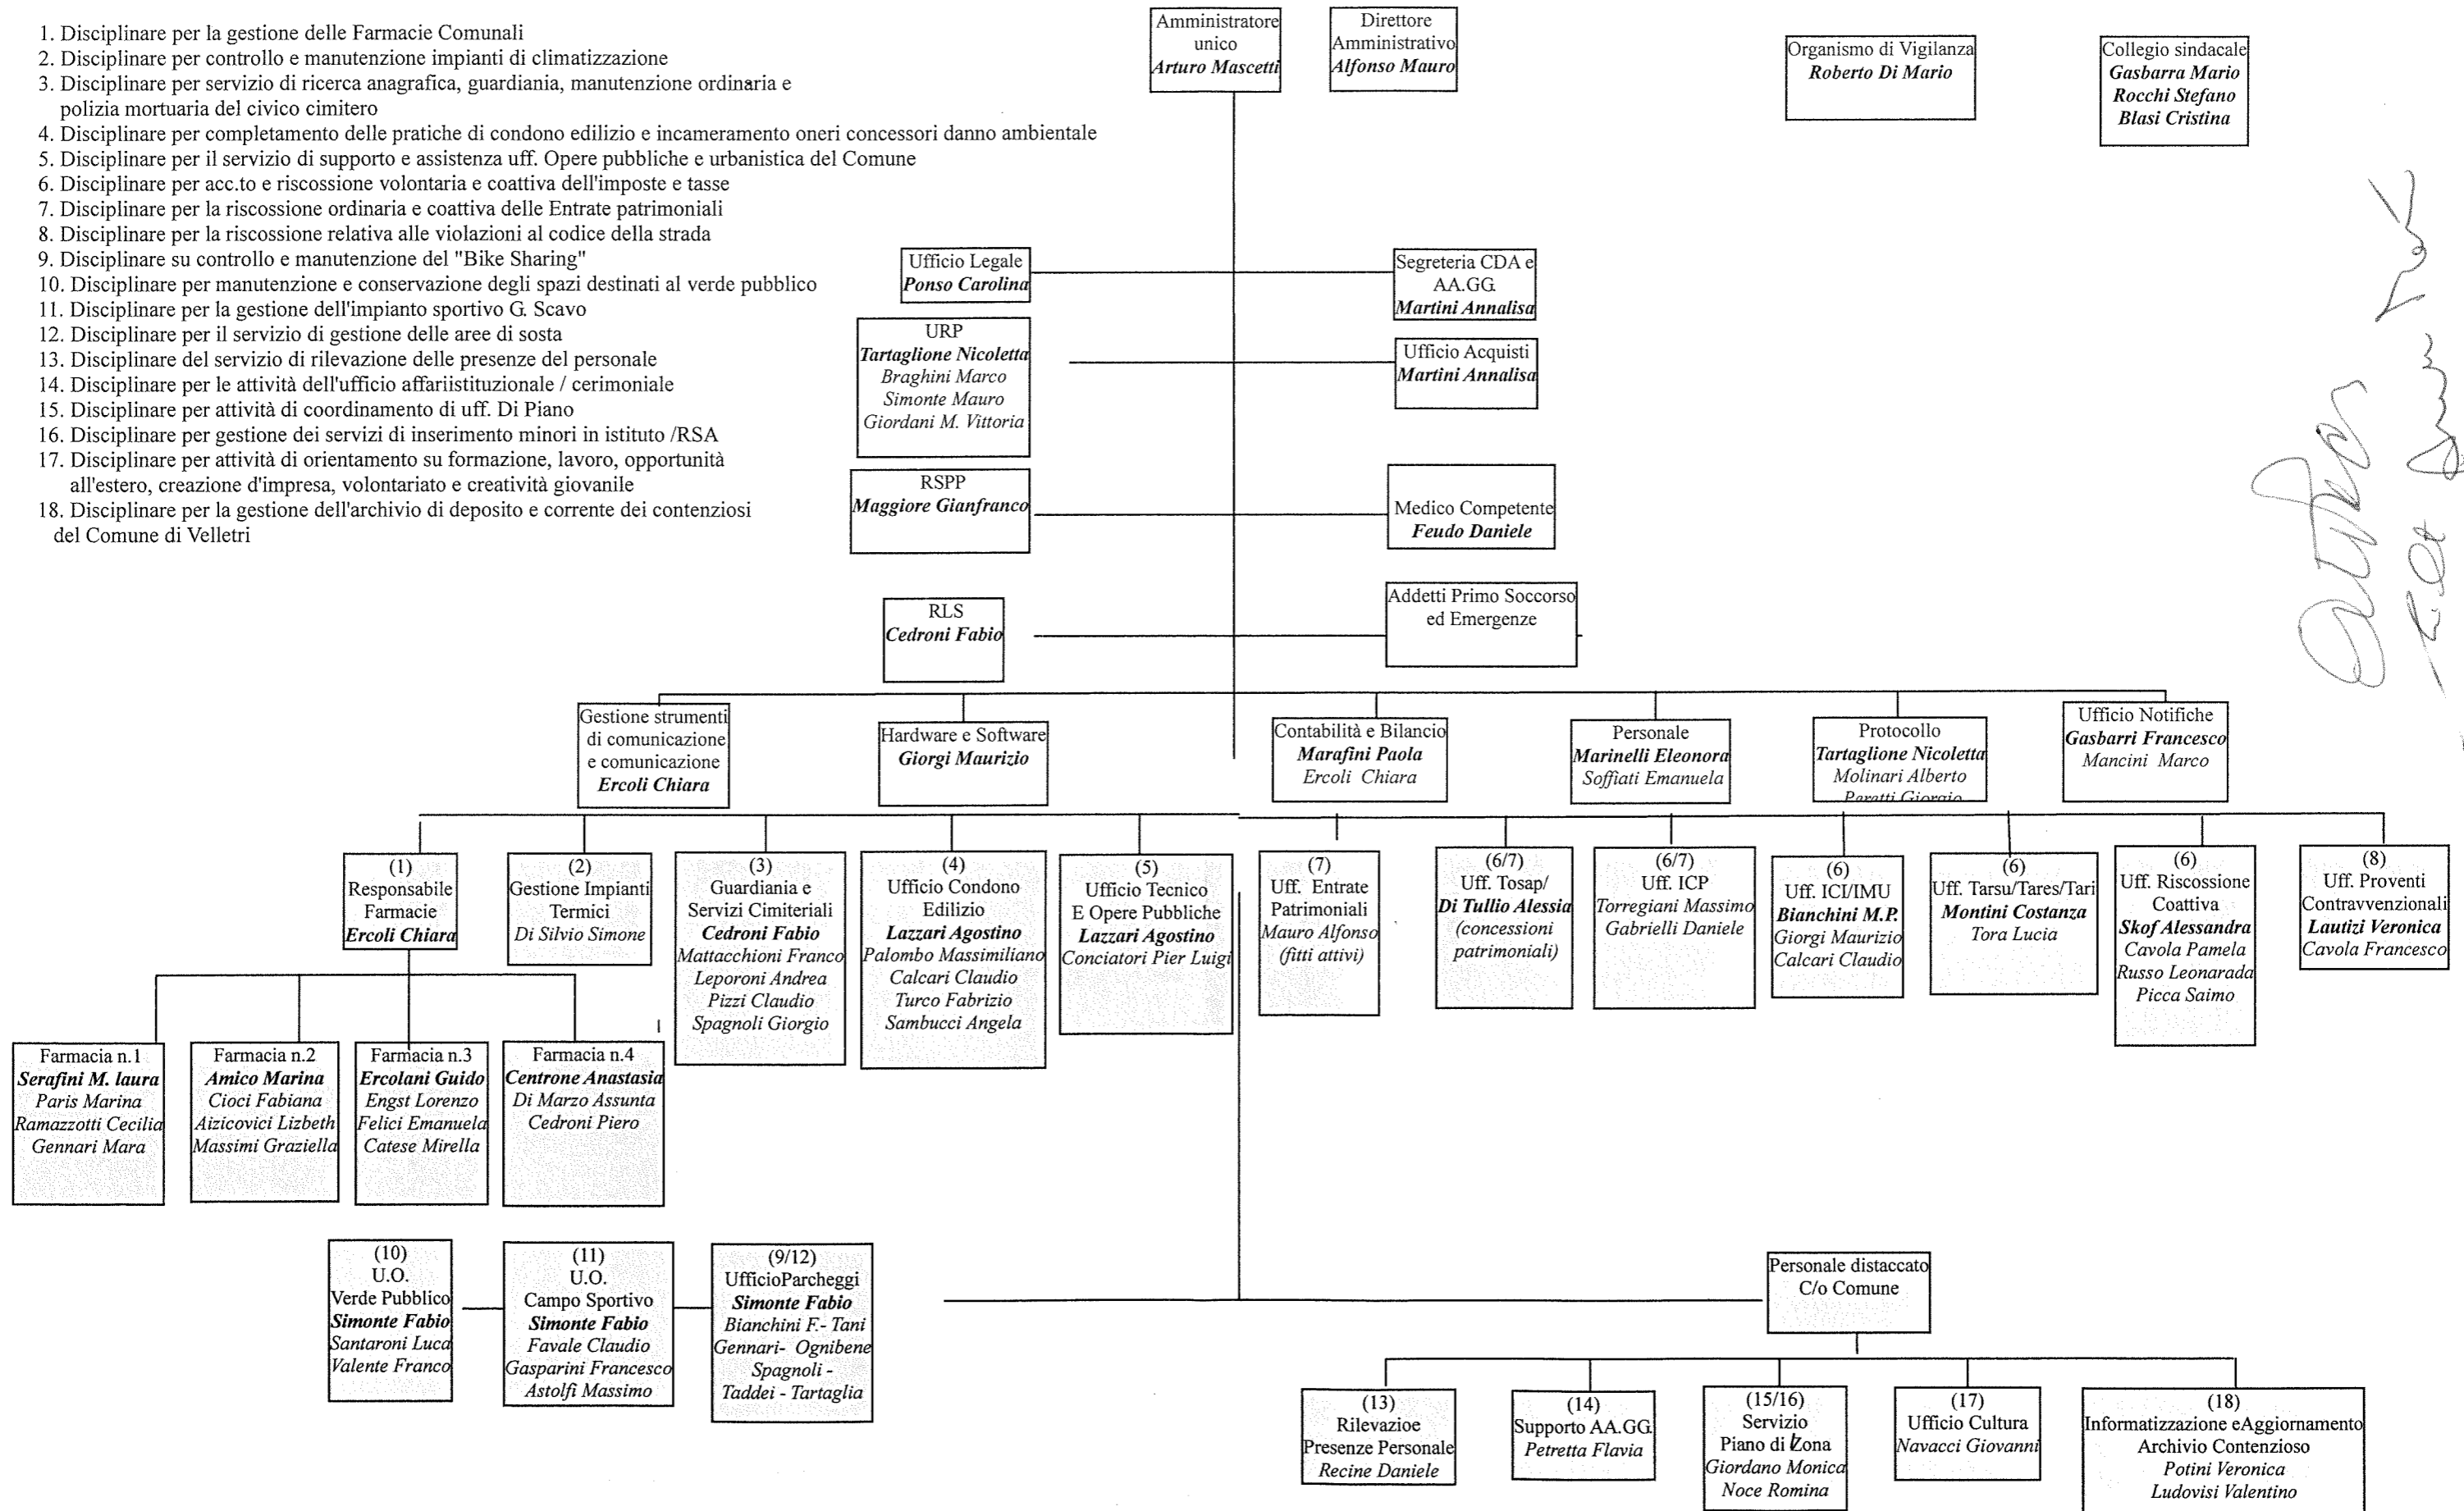 1. Disciplinare per la gestione delle Farmacie Comunali
2. Disciplinare per controllo e manutenzione impianti di climatizzazione
3. Disciplinare per servizio di ricerca anagrafica, guardiania, manutenzione ordinaria e
polizia mortuaria del civico cimitero
4. Disciplinare per completamento delle pratiche di condono edilizio e incameramento oneri concessori danno ambientale
5. Disciplinare per il servizio di supporto e assistenza uff. Opere pubbliche e urbanistica del Comune
6. Disciplinare per acc.to e riscossione volontaria e coattiva dell'imposte e tasse
7. Disciplinare per la riscossione ordinaria e coattiva delle Entrate patrimoniali
8. Disciplinare per la riscossione relativa alle violazioni al codice della strada
9. Disciplinare su controllo e manutenzione del "Bike Sharing"
10. Disciplinare per manutenzione e conservazione degli spazi destinati al verde pubblico
11. Disciplinare per la gestione dell'impianto sportivo G. Scavo
12. Disciplinare per il servizio di gestione delle aree di sosta
13. Disciplinare del servizio di rilevazione delle presenze del personale
14. Disciplinare per le attività dell'ufficio affariistituzionale / cerimoniale
15. Disciplinare per attività di coordinamento di uff. Di Piano
16. Disciplinare per gestione dei servizi di inserimento minori in istituto /RSA
17. Disciplinare per attività di orientamento su formazione, lavoro, opportunità
all'estero, creazione d'impresa, volontariato e creatività giovanile
18. Disciplinare per la gestione dell'archivio di deposito e corrente dei contenziosi
del Comune di Velletri
Amministratore
unico
Arturo Mascetti
Direttore
Amministrativo
Alfonso Mauro
Organismo di Vigilanza
Roberto Di Mario
Collegio sindacale
Gasbarra Mario
Rocchi Stefano
Blasi Cristina
Ufficio Legale
Ponso Carolina
Segreteria CDA e
AA.GG.
Martini Annalisa
URP
Tartaglione Nicoletta
Braghini Marco
Simonte Mauro
Giordani M. Vittoria
Ufficio Acquisti
Martini Annalisa
RSPP
Maggiore Gianfranco
Medico Competente
Feudo Daniele
RLS
Cedroni Fabio
Addetti Primo Soccorso
ed Emergenze
Gestione strumenti
di comunicazione
e comunicazione
Ercoli Chiara
Hardware e Software
Giorgi Maurizio
Contabilità e Bilancio
Marafini Paola
Ercoli Chiara
Personale
Marinelli Eleonora
Soffiati Emanuela
Protocollo
Tartaglione Nicoletta
Molinari Alberto
Paratti Giorgio
Ufficio Notifiche
Gasbarri Francesco
Mancini Marco
(1)
Responsabile
Farmacie
Ercoli Chiara
(2)
Gestione Impianti
Termici
Di Silvio Simone
(3)
Guardiania e
Servizi Cimiteriali
Cedroni Fabio
Mattacchioni Franco
Leporoni Andrea
Pizzi Claudio
Spagnoli Giorgio
(4)
Ufficio Condono
Edilizio
Lazzari Agostino
Palombo Massimiliano
Calcari Claudio
Turco Fabrizio
Sambucci Angela
(5)
Ufficio Tecnico
E Opere Pubbliche
Lazzari Agostino
Conciatori Pier Luigi
(7)
Uff. Entrate
Patrimoniali
Mauro Alfonso
(fitti attivi)
(6/7)
Uff. Tosap/
Di Tullio Alessia
(concessioni
patrimoniali)
(6/7)
Uff. ICP
Torregiani Massimo
Gabrielli Daniele
(6)
Uff. ICI/IMU
Bianchini M.P.
Giorgi Maurizio
Calcari Claudio
(6)
Uff. Tarsu/Tares/Tari
Montini Costanza
Tora Lucia
(6)
Uff. Riscossione
Coattiva
Skof Alessandra
Cavola Pamela
Russo Leonarada
Picca Saimo
(8)
Uff. Proventi
Contravvenzionali
Lautizi Veronica
Cavola Francesco
Farmacia n.1
Serafini M. laura
Paris Marina
Ramazzotti Cecilia
Gennari Mara
Farmacia n.2
Amico Marina
Cioci Fabiana
Aizicovici Lizbeth
Massimi Graziella
Farmacia n.3
Ercolani Guido
Engst Lorenzo
Felici Emanuela
Catese Mirella
Farmacia n.4
Centrone Anastasia
Di Marzo Assunta
Cedroni Piero
(10)
U.O.
Verde Pubblico
Simonte Fabio
Santaroni Luca
Valente Franco
(11)
U.O.
Campo Sportivo
Simonte Fabio
Favale Claudio
Gasparini Francesco
Astolfi Massimo
(9/12)
UfficioParcheggi
Simonte Fabio
Bianchini F.- Tani
Gennari- Ognibene
Spagnoli -
Taddei - Tartaglia
Personale distaccato
C/o Comune
(13)
Rilevazioe
Presenze Personale
Recine Daniele
(14)
Supporto AA.GG.
Petretta Flavia
(15/16)
Servizio
Piano di Zona
Giordano Monica
Noce Romina
(17)
Ufficio Cultura
Navacci Giovanni
(18)
Informatizzazione eAggiornamento
Archivio Contenzioso
Potini Veronica
Ludovisi Valentino